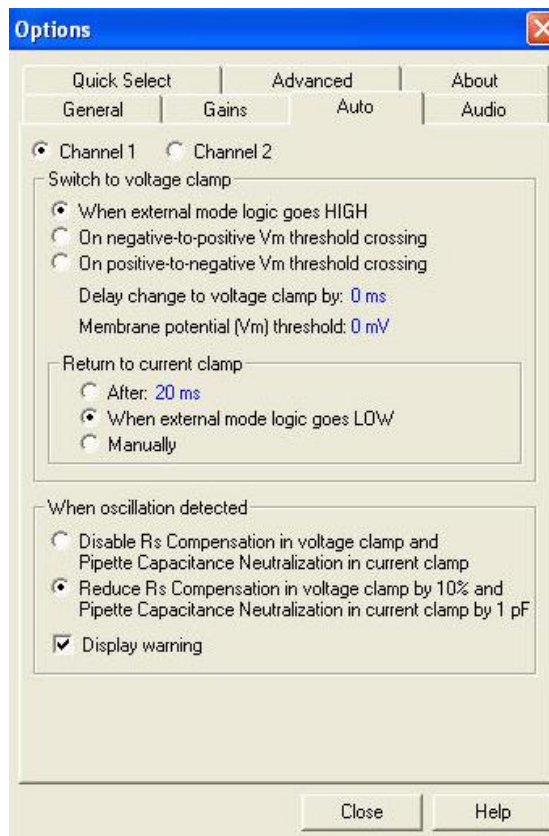 Options
Quick Select
Advanced
About
General
Gains
Auto
Audio
Channel 1
Channel 2
Switch to voltage clamp
When external mode logic goes HIGH
On negative-to-positive Vm threshold crossing
On positive-to-negative Vm threshold crossing
Delay change to voltage clamp by: 0 ms
Membrane potential (Vm) threshold: 0 mV
Return to current clamp
After: 20 ms
When external mode logic goes LOW
Manually
When oscillation detected
Disable Rs Compensation in voltage clamp and
Pipette Capacitance Neutralization in current clamp
Reduce Rs Compensation in voltage clamp by 10% and
Pipette Capacitance Neutralization in current clamp by 1 pF
Display warning
Close
Help